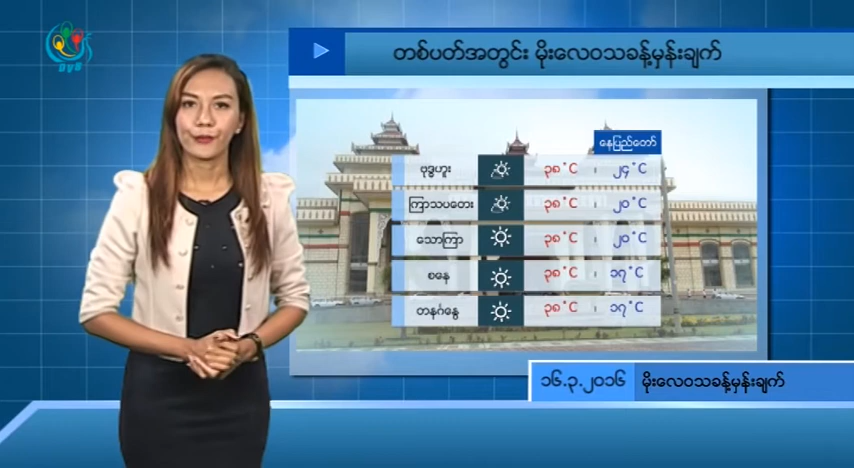 DVB
တစ်ပတ်အတွင်း မိုးလေဝသခန့်မှန်းချက်
နေပြည်တော်
ဗုဒ္ဓဟူး ၃၈°C ၊ ၂၄°C
ကြာသပတေး ၃၈°C ၊ ၂၀°C
သောကြာ ၃၈°C ၊ ၂၀°C
စနေ ၃၈°C ၊ ၁၇°C
တနင်္ဂနွေ ၃၈°C ၊ ၁၇°C
၁၆.၃.၂၀၁၆ မိုးလေဝသခန့်မှန်းချက်